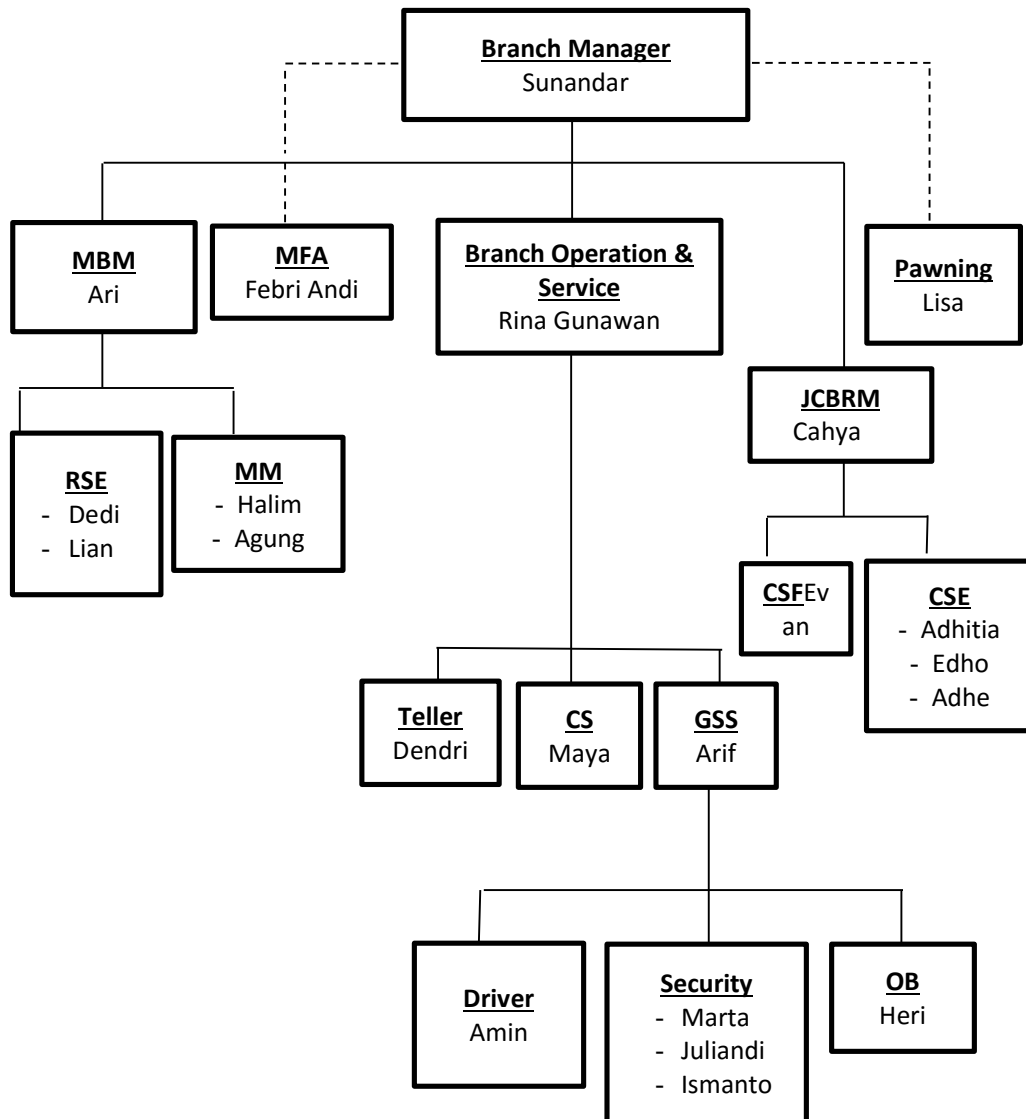 Branch Manager
Sunandar
MBM
Ari
MFA
Febri Andi
Branch Operation &
Service
Rina Gunawan
Pawning
Lisa
JCBRM
Cahya
RSE
- Dedi
- Lian
MM
- Halim
- Agung
CSFEv
an
CSE
- Adhitia
- Edho
- Adhe
Teller
Dendri
CS
Maya
GSS
Arif
Driver
Amin
Security
- Marta
- Juliandi
- Ismanto
OB
Heri